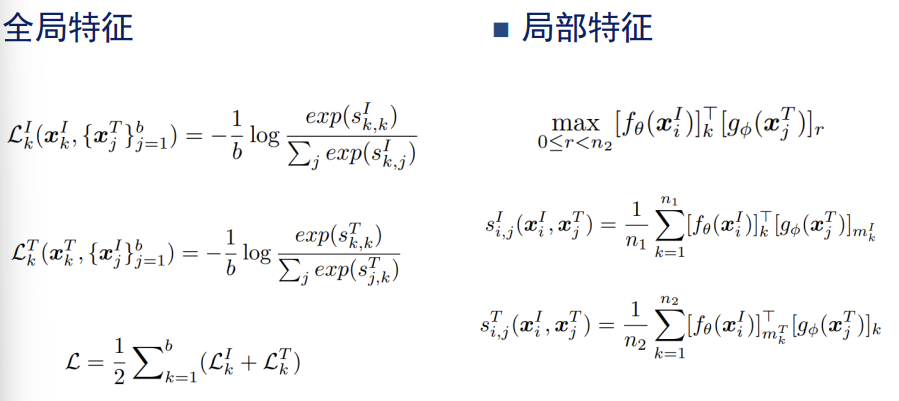 全局特征
$\mathcal{L}_k^I(\boldsymbol{x}_k^I, \{\boldsymbol{x}_j^T\}_{j=1}^b) = -\frac{1}{b} \log \frac{exp(s_{k,k}^I)}{\sum_j exp(s_{k,j}^I)}$
$\mathcal{L}_k^T(\boldsymbol{x}_k^T, \{\boldsymbol{x}_j^I\}_{j=1}^b) = -\frac{1}{b} \log \frac{exp(s_{k,k}^T)}{\sum_j exp(s_{j,k}^T)}$
$\mathcal{L} = \frac{1}{2} \sum_{k=1}^b (\mathcal{L}_k^I + \mathcal{L}_k^T)$
■ 局部特征
$\max_{0 \leq r < n_2} [f_\theta(\boldsymbol{x}_i^I)]_k^\top [g_\phi(\boldsymbol{x}_j^T)]_r$
$s_{i,j}^I(\boldsymbol{x}_i^I, \boldsymbol{x}_j^T) = \frac{1}{n_1} \sum_{k=1}^{n_1} [f_\theta(\boldsymbol{x}_i^I)]_k^\top [g_\phi(\boldsymbol{x}_j^T)]_{m_k^I}$
$s_{i,j}^T(\boldsymbol{x}_i^I, \boldsymbol{x}_j^T) = \frac{1}{n_2} \sum_{k=1}^{n_2} [f_\theta(\boldsymbol{x}_i^I)]_{m_k^T}^\top [g_\phi(\boldsymbol{x}_j^T)]_k$